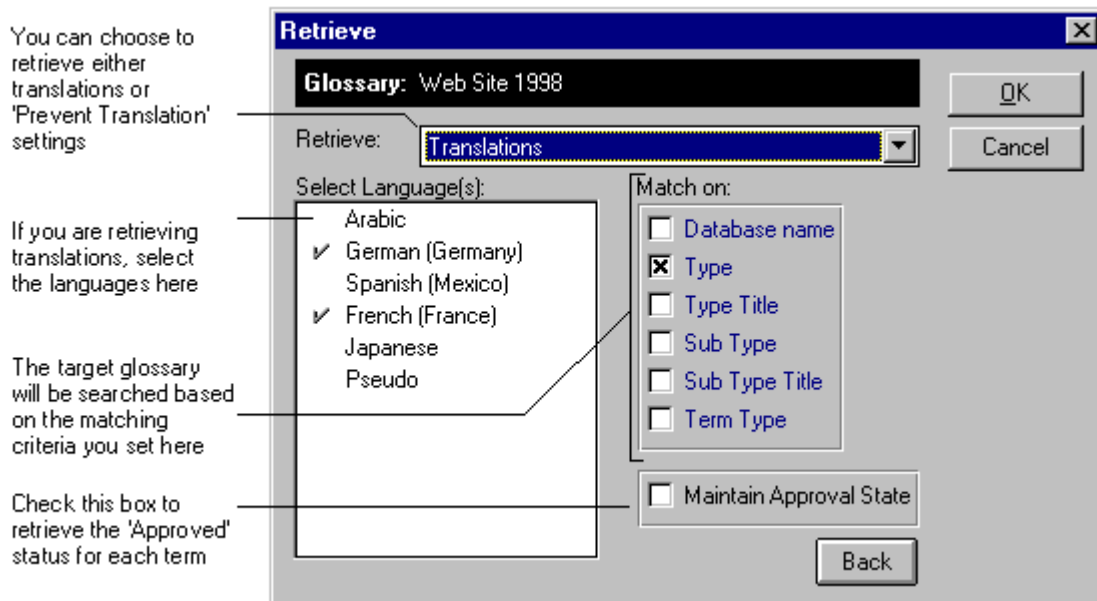 You can choose to
retrieve either
translations or
'Prevent Translation'
settings
If you are retrieving
translations, select
the languages here
The target glossary
will be searched based
on the matching
criteria you set here
Check this box to
retrieve the 'Approved'
status for each term
Retrieve
Glossary: Web Site 1998
OK
Cancel
Retrieve:
Translations
Select Language(s):
Arabic
German (Germany)
Spanish (Mexico)
French (France)
Japanese
Pseudo
Match on:
Database name
Type
Type Title
Sub Type
Sub Type Title
Term Type
Maintain Approval State
Back